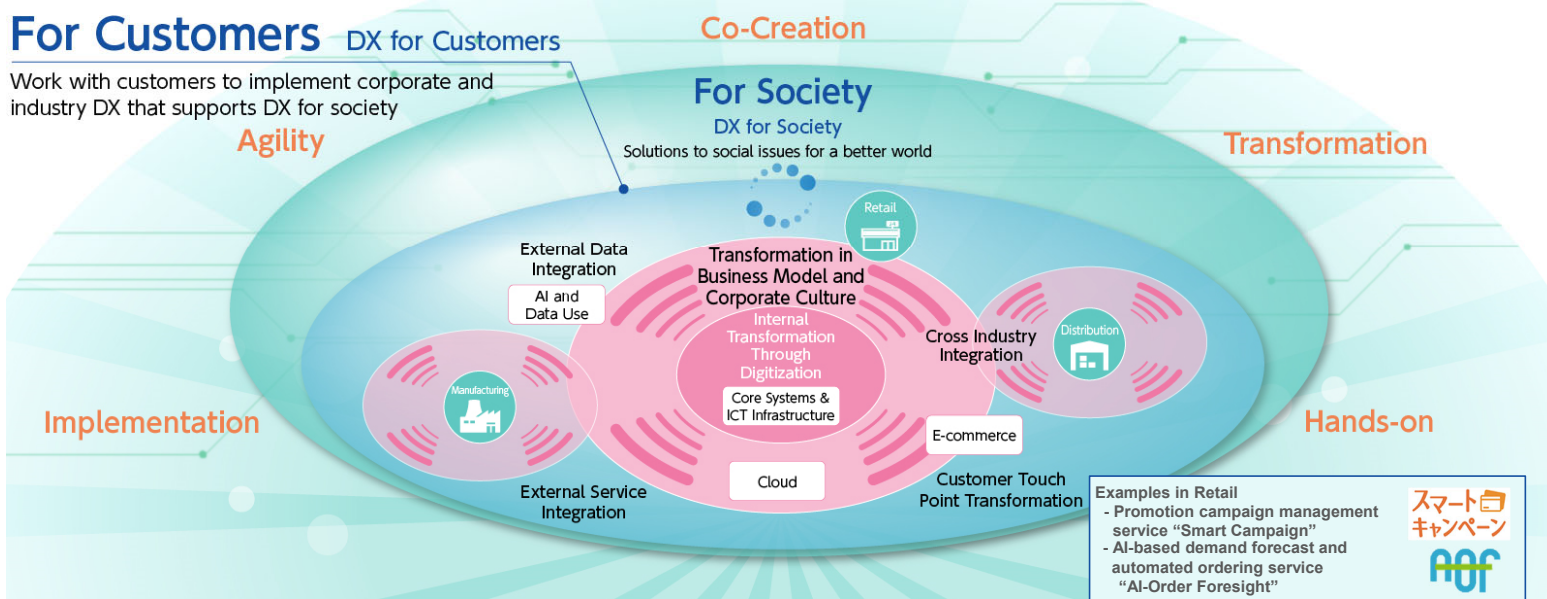 For Customers DX for Customers
Work with customers to implement corporate and
industry DX that supports DX for society
Co-Creation
Agility
Transformation
Implementation
Hands-on
For Society
DX for Society
Solutions to social issues for a better world
Retail
External Data
Integration
AI and
Data Use
Transformation in
Business Model and
Corporate Culture
Internal
Transformation
Through
Digitization
Core Systems &
ICT Infrastructure
Cross Industry
Integration
Distribution
Manufacturing
E-commerce
Cloud
External Service
Integration
Customer Touch
Point Transformation
Examples in Retail
- Promotion campaign management
service “Smart Campaign”
- AI-based demand forecast and
automated ordering service
“AI-Order Foresight”
スマート
キャンペーン
AOF